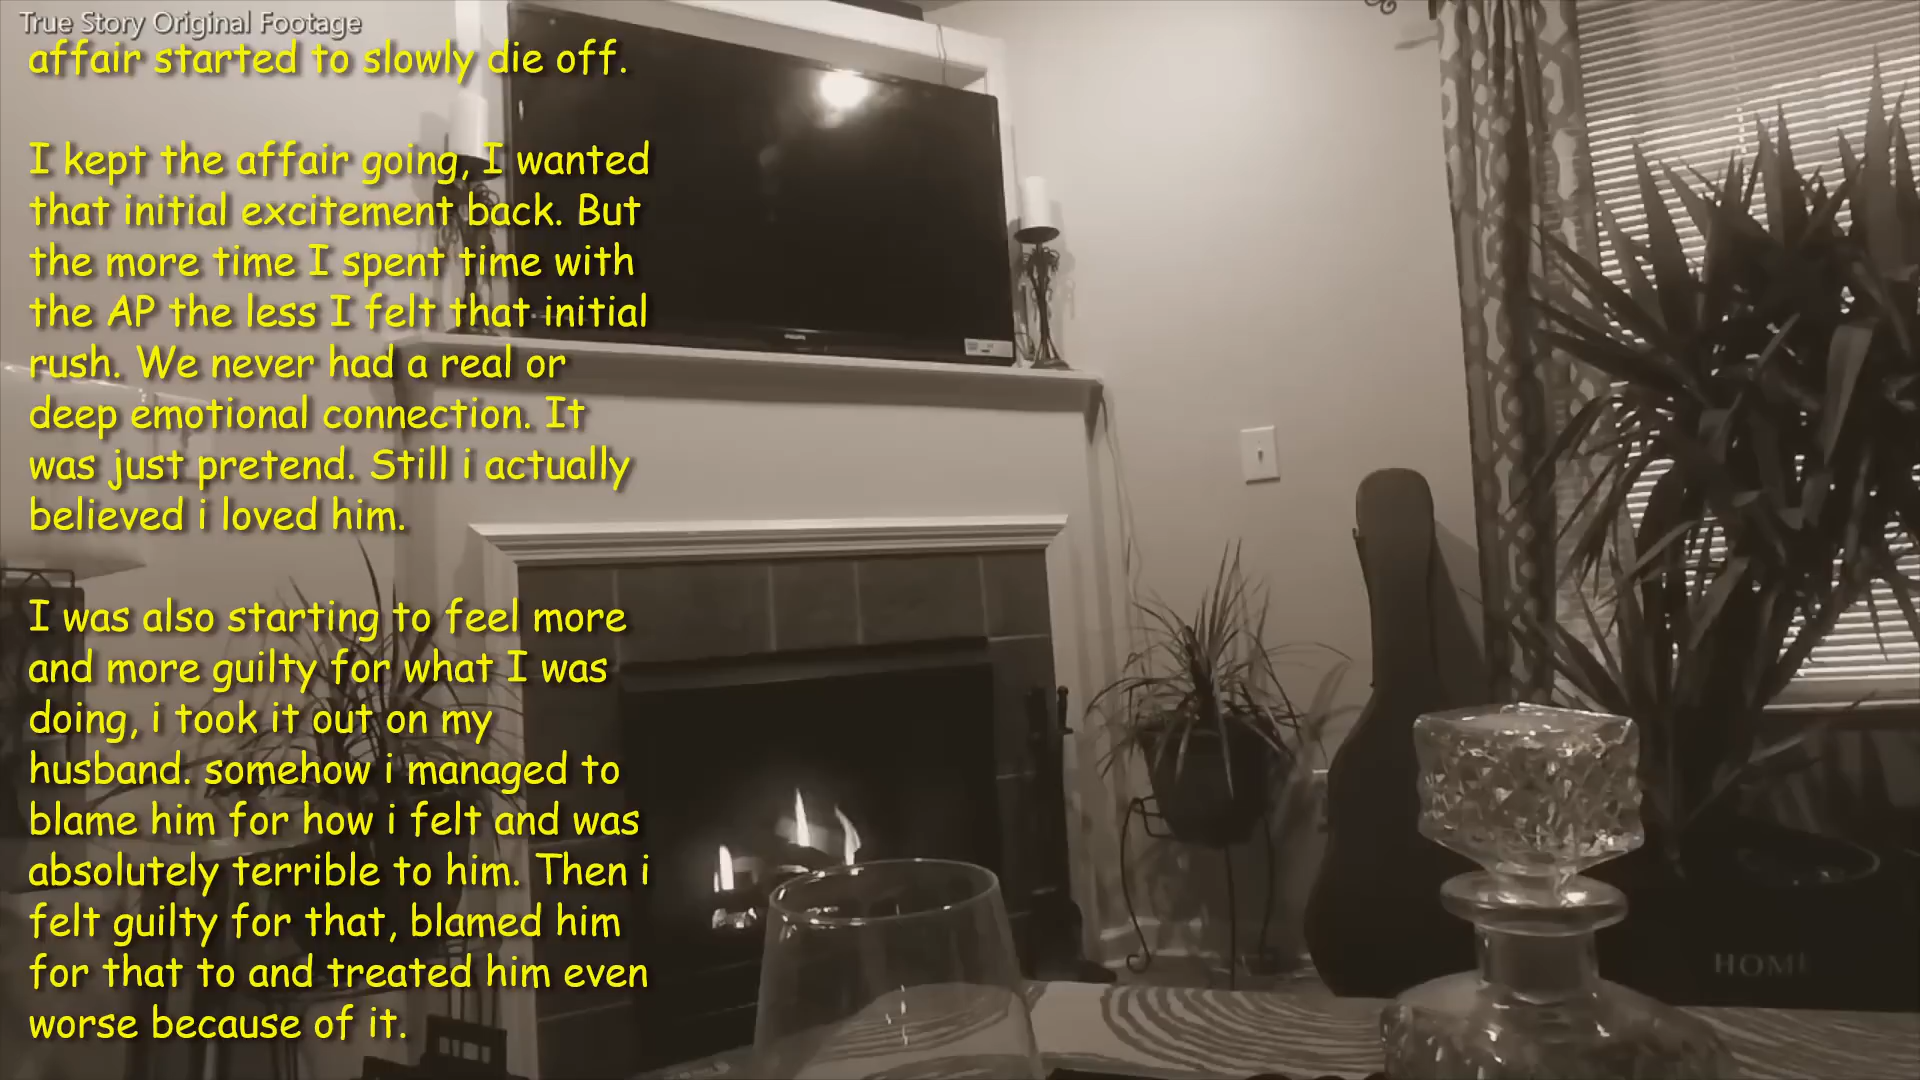 True Story Original Footage
affair started to slowly die off.
I kept the affair going, I wanted
that initial excitement back. But
the more time I spent time with
the AP the less I felt that initial
rush. We never had a real or
deep emotional connection. It
was just pretend. Still i actually
believed i loved him.
I was also starting to feel more
and more guilty for what I was
doing, i took it out on my
husband. somehow i managed to
blame him for how i felt and was
absolutely terrible to him. Then i
felt guilty for that, blamed him
for that to and treated him even
worse because of it.
PHILIPS
HOME